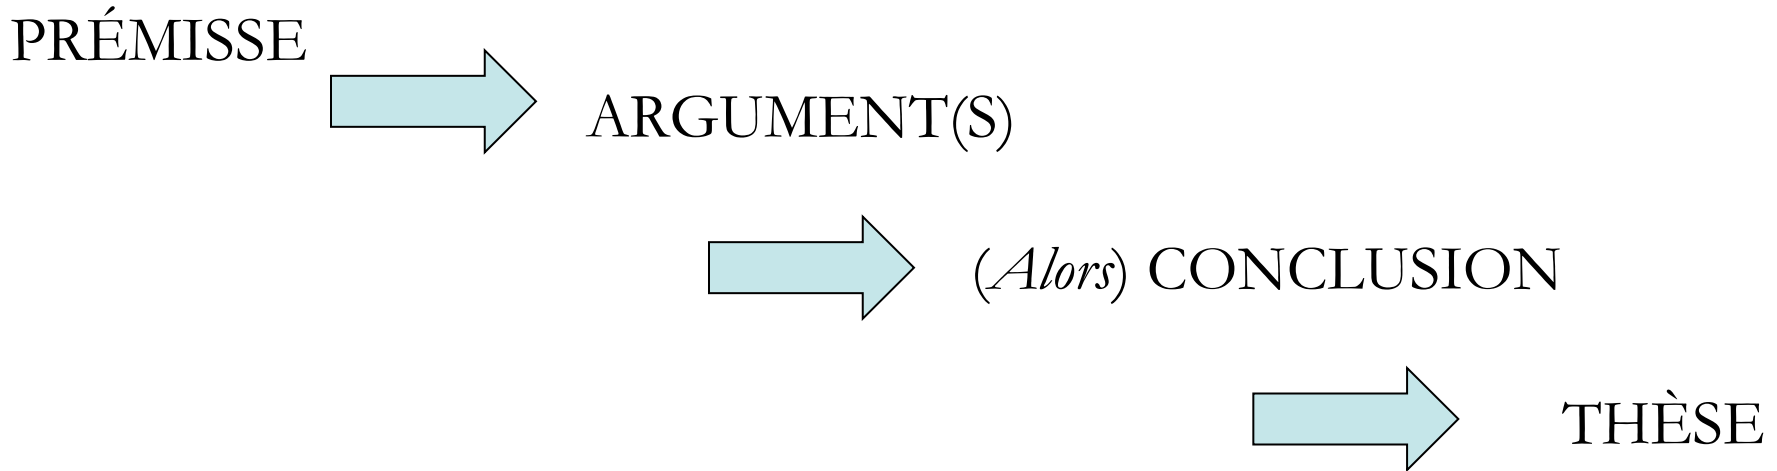 PRÉMISSE
ARGUMENT(S)
(Alors) CONCLUSION
THÈSE